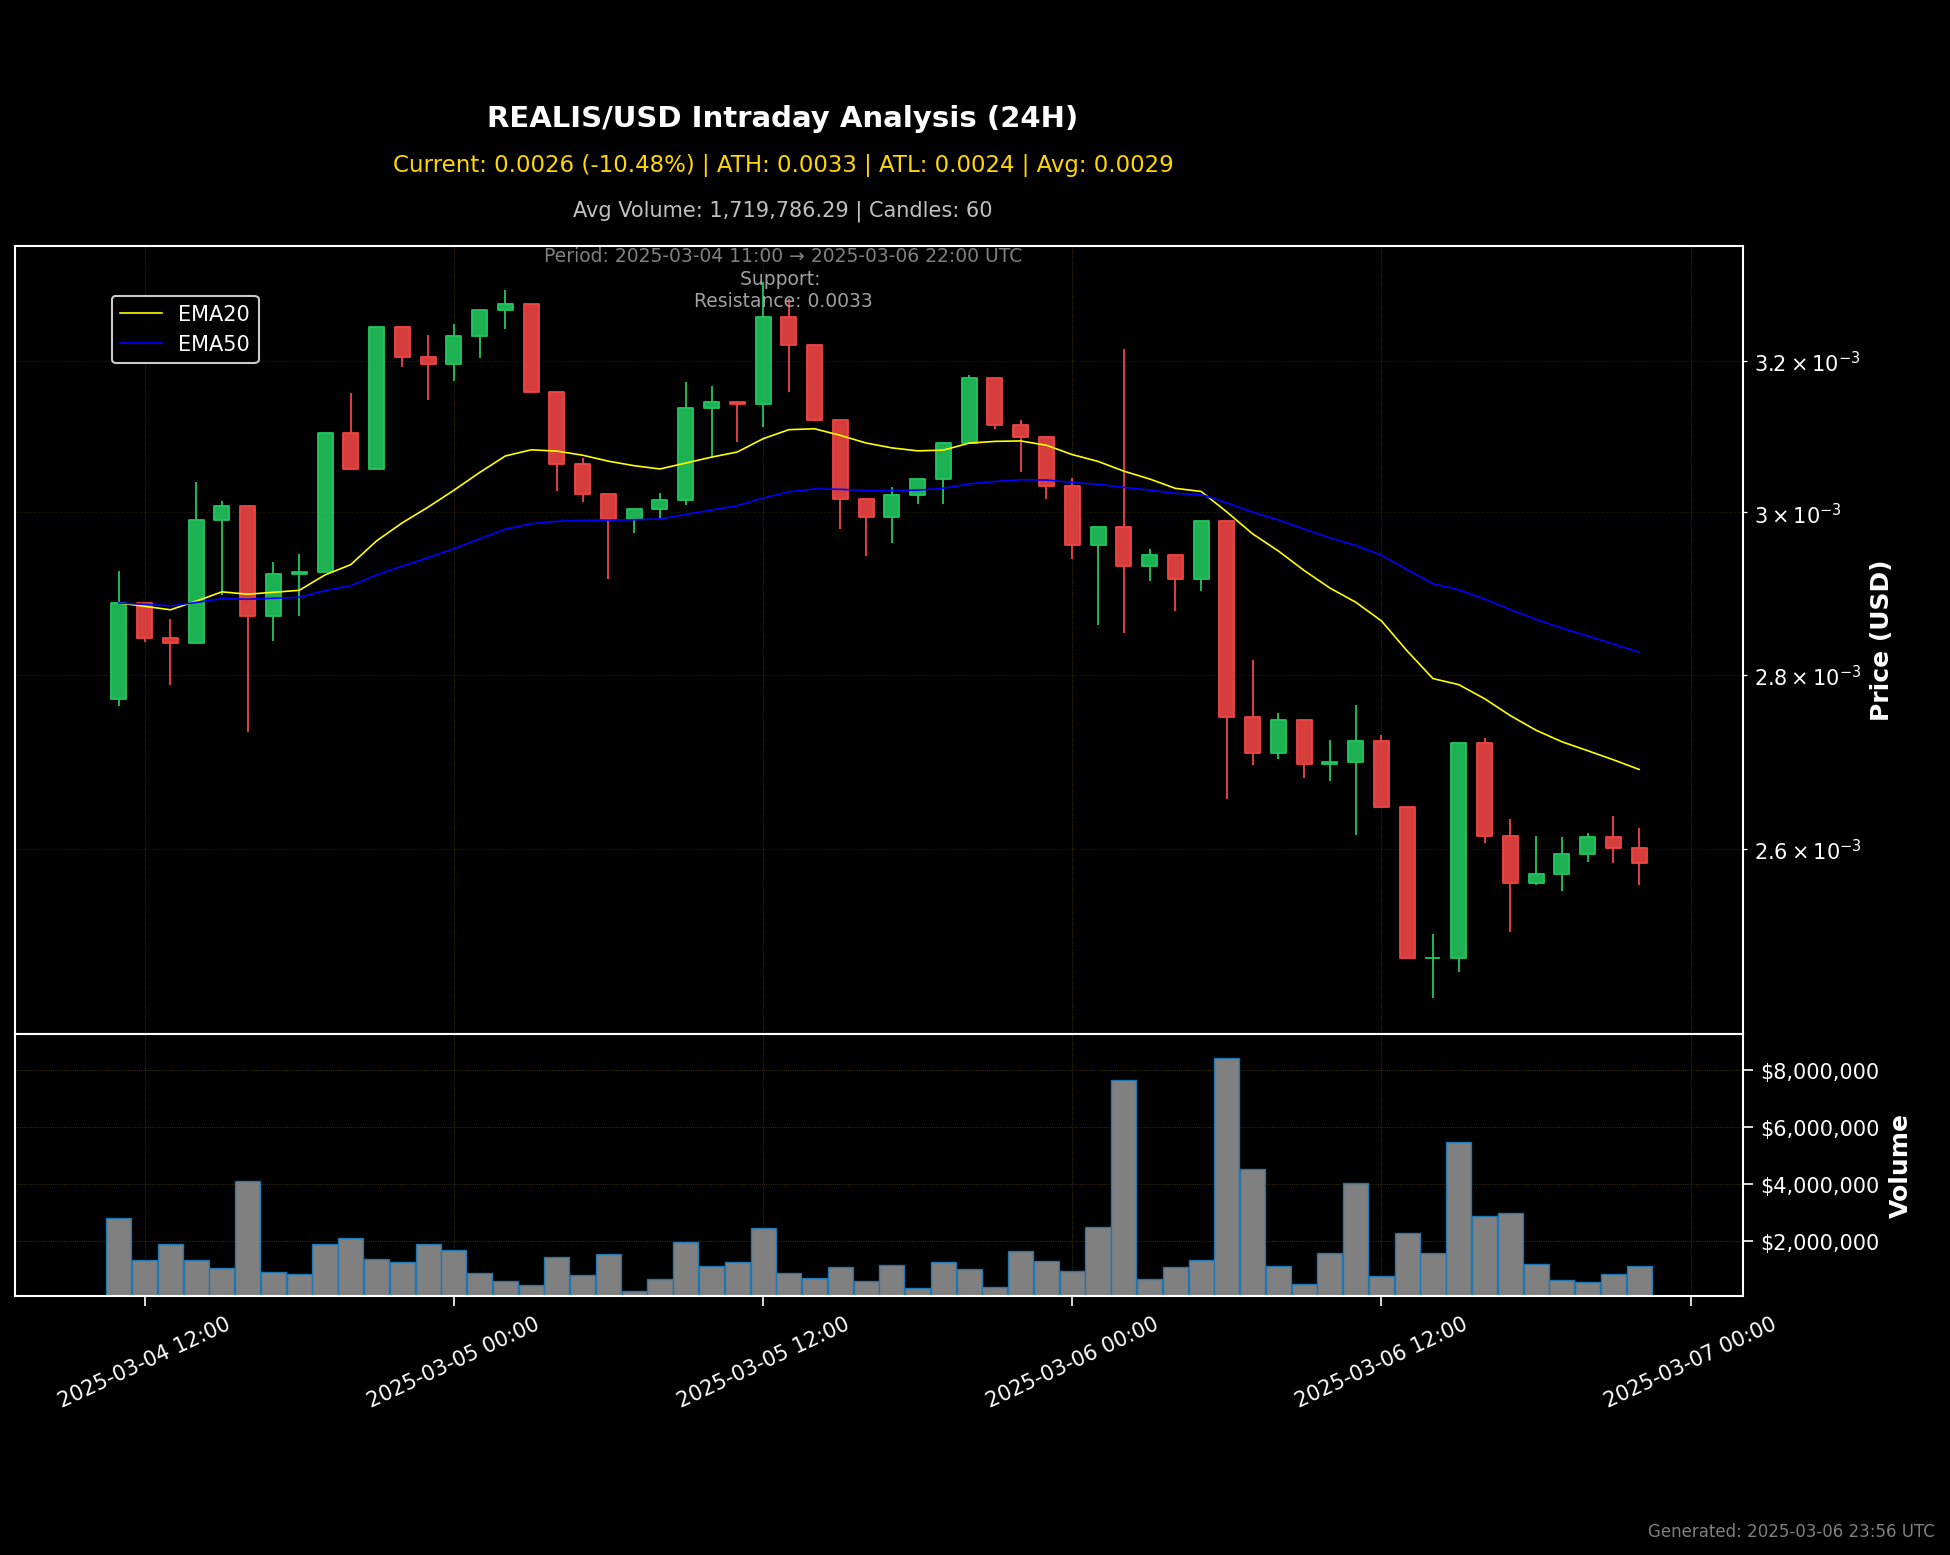 REALIS/USD Intraday Analysis (24H)
Current: 0.0026 (-10.48%) | ATH: 0.0033 | ATL: 0.0024 | Avg: 0.0029
Avg Volume: 1,719,786.29 | Candles: 60
Period: 2025-03-04 11:00 → 2025-03-06 22:00 UTC
Support:
Resistance: 0.0033
EMA20
EMA50
3.2 × 10⁻³
3 × 10⁻³
2.8 × 10⁻³
2.6 × 10⁻³
Price (USD)
$8,000,000
$6,000,000
$4,000,000
$2,000,000
Volume
2025-03-04 12:00
2025-03-05 00:00
2025-03-05 12:00
2025-03-06 00:00
2025-03-06 12:00
2025-03-07 00:00
Generated: 2025-03-06 23:56 UTC